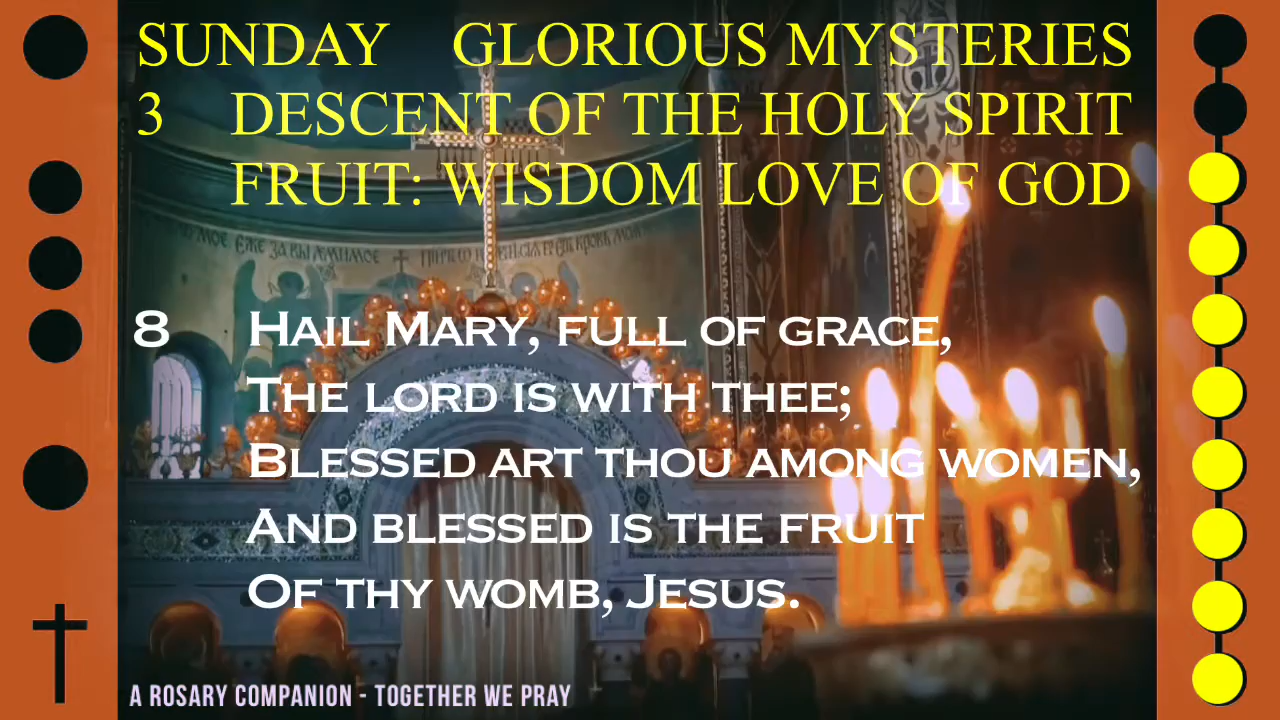 SUNDAY GLORIOUS MYSTERIES
3 DESCENT OF THE HOLY SPIRIT
FRUIT: WISDOM LOVE OF GOD
8 HAIL MARY, FULL OF GRACE,
THE LORD IS WITH THEE;
BLESSED ART THOU AMONG WOMEN,
AND BLESSED IS THE FRUIT
OF THY WOMB, JESUS.
A ROSARY COMPANION - TOGETHER WE PRAY